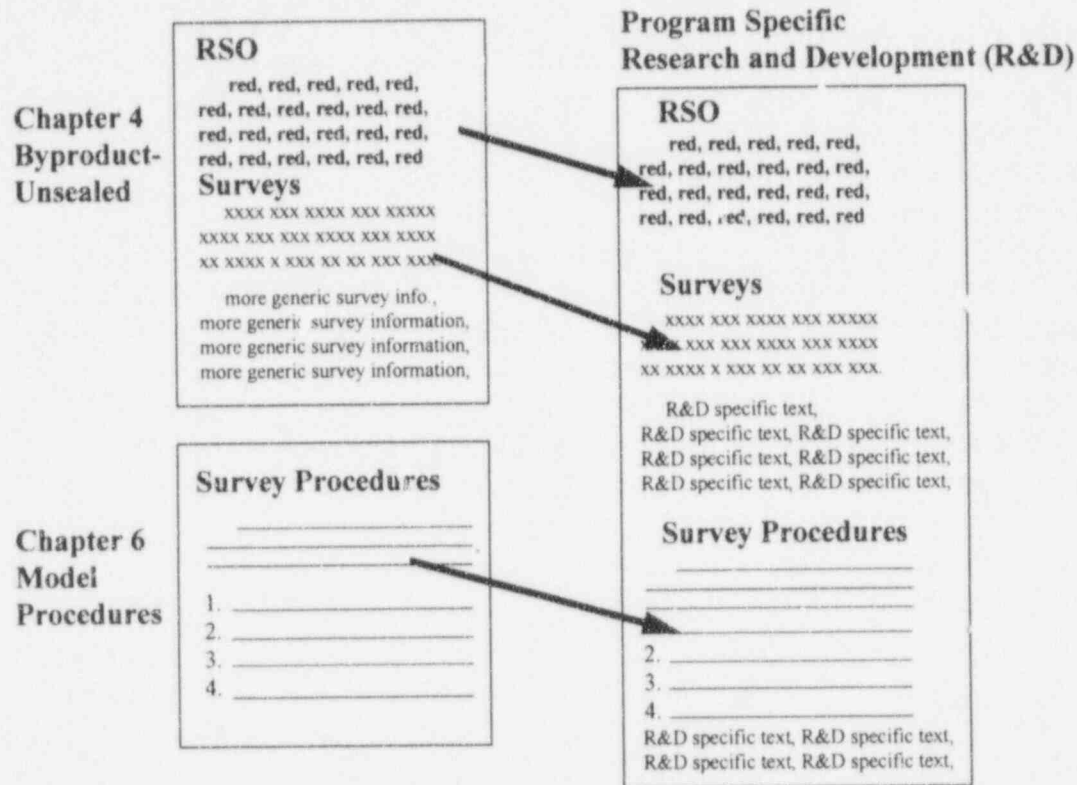 Chapter 4
Byproduct-
Unsealed
RSO
red, red, red, red, red,
red, red, red, red, red, red,
red, red, red, red, red, red,
red, red, red, red, red, red
Surveys
xxxx xxx xxxx xxx xxxxx
xxxx xxx xxx xxxx xxx xxxx
xx xxxx x xxx xx xx xxx xxx
more generic survey info.,
more generic survey information,
more generic survey information,
more generic survey information,
Chapter 6
Model
Procedures
Survey Procedures
1.
2.
3.
4.
Program Specific
Research and Development (R&D)
RSO
red, red, red, red, red,
red, red, red, red, red, red,
red, red, red, red, red, red,
red, red, red, red, red, red
Surveys
xxxx xxx xxxx xxx xxxxx
xxx xxx xxxx xxx xxxx
xx xxxx x xxx xx xx xxx xxx.
R&D specific text,
R&D specific text, R&D specific text,
R&D specific text, R&D specific text,
R&D specific text, R&D specific text,
Survey Procedures
2.
3.
4.
R&D specific text, R&D specific text,
R&D specific text, R&D specific text,